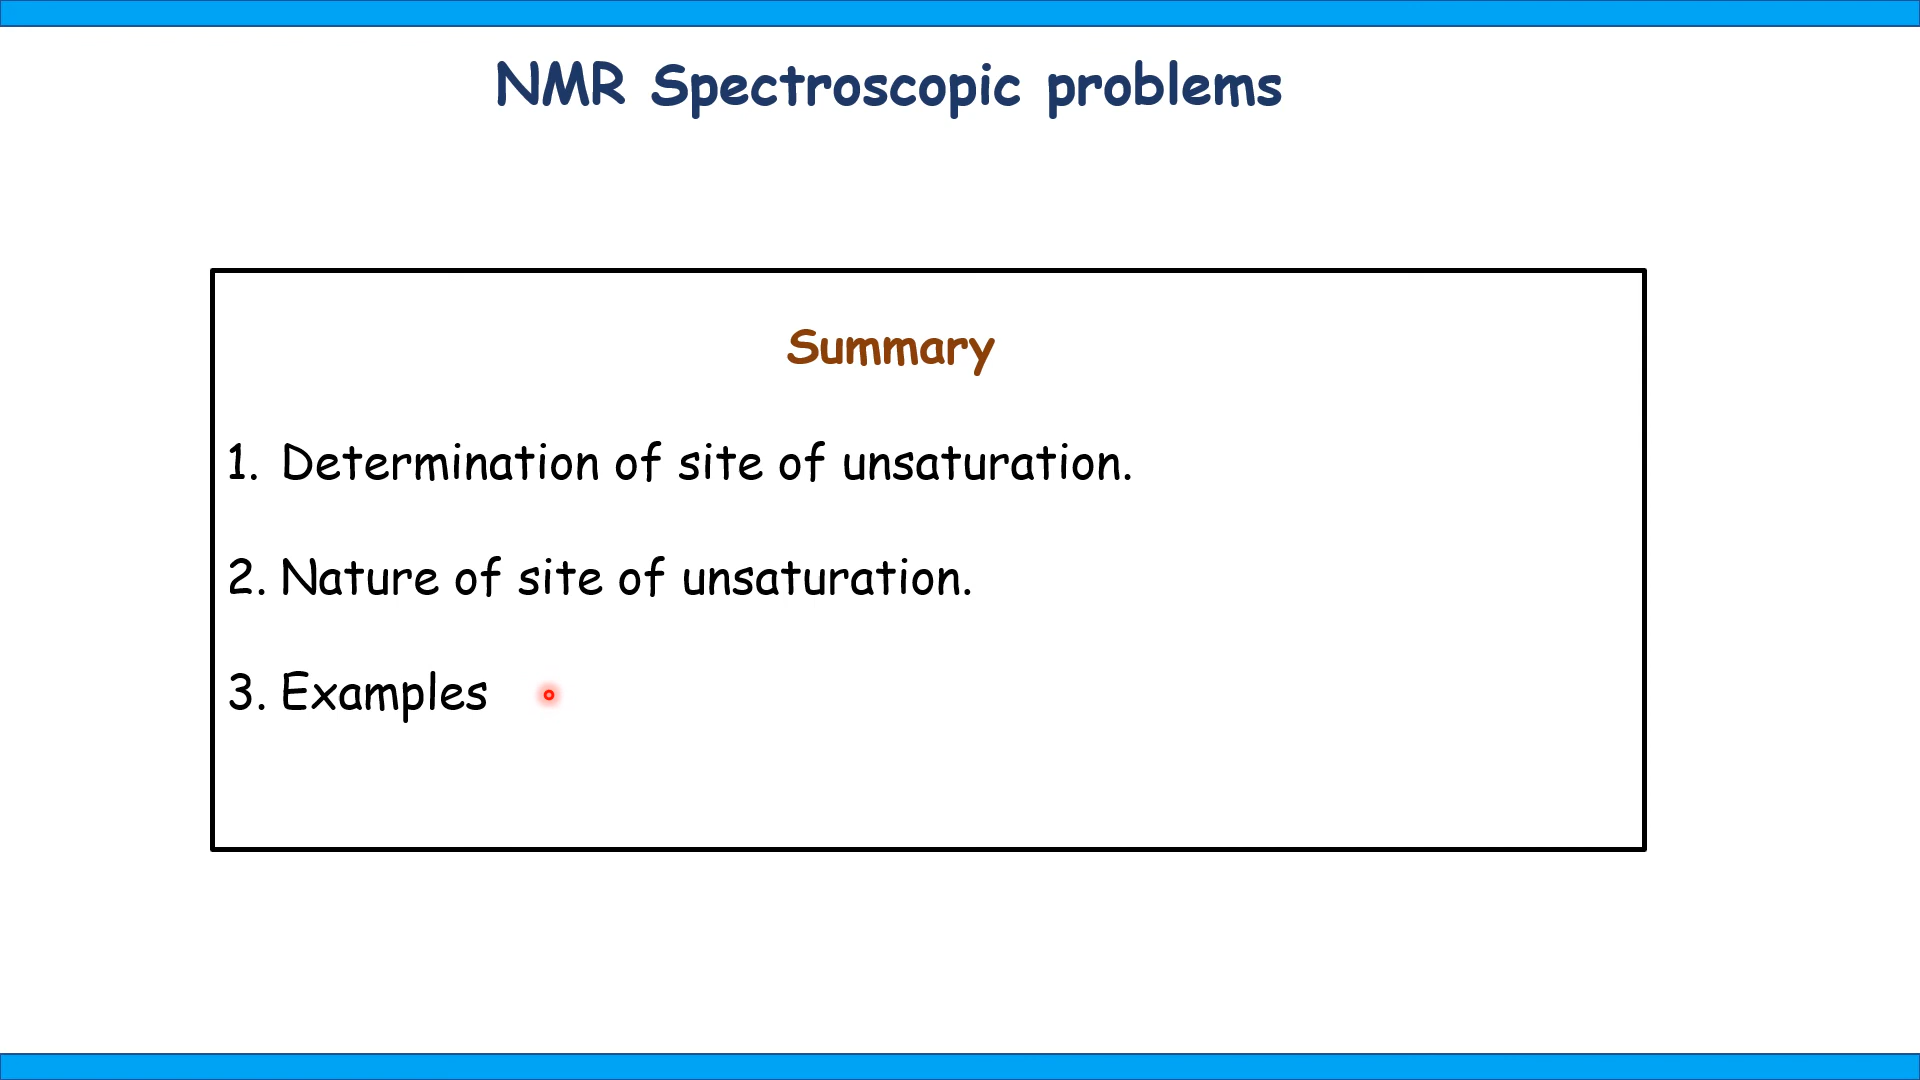 NMR Spectroscopic problems
Summary
1. Determination of site of unsaturation.
2. Nature of site of unsaturation.
3. Examples